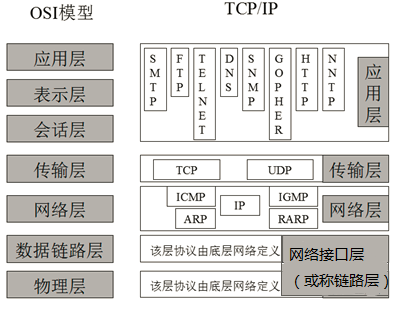 OSI模型
TCP/IP
应用层
表示层
会话层
传输层
网络层
数据链路层
物理层
SMTP
FTP
TELNET
DNS
SNMP
GOPHER
HTTP
NNTP
应用层
TCP
UDP
传输层
ICMP
IGMP
IP
ARP
RARP
网络层
该层协议由底层网络定义
该层协议由底层网络定义
网络接口层
（或称链路层）